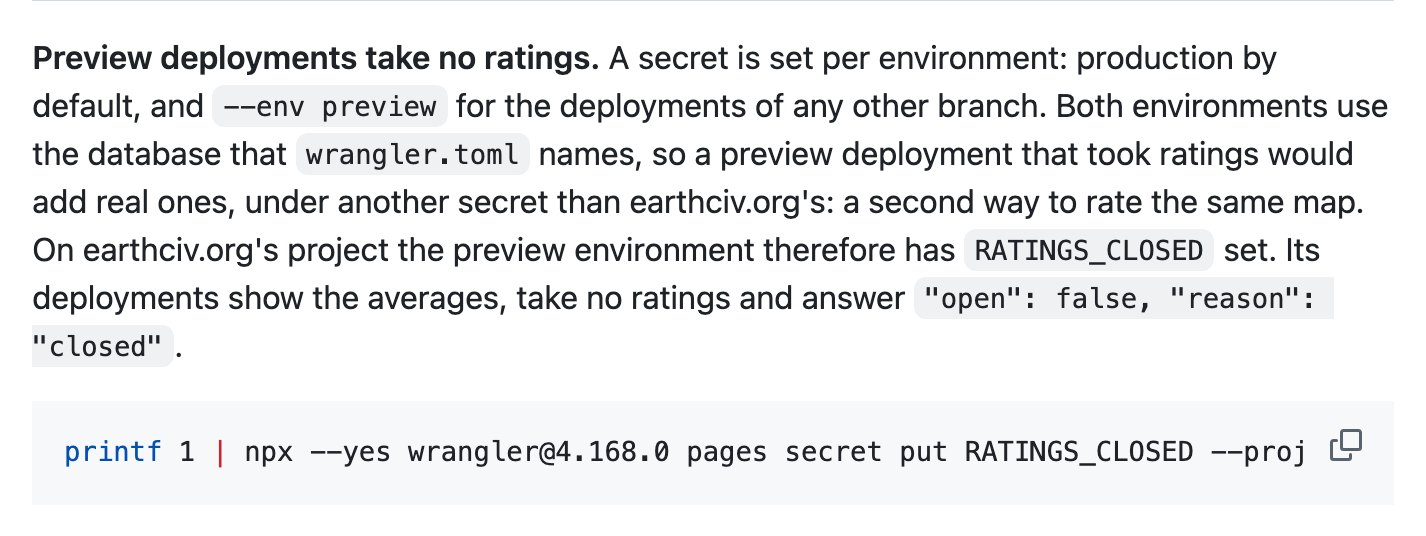 Preview deployments take no ratings. A secret is set per environment: production by
default, and --env preview for the deployments of any other branch. Both environments use
the database that wrangler.toml names, so a preview deployment that took ratings would
add real ones, under another secret than earthciv.org's: a second way to rate the same map.
On earthciv.org's project the preview environment therefore has RATINGS_CLOSED set. Its
deployments show the averages, take no ratings and answer "open": false, "reason":
"closed" .
printf 1 | npx --yes wrangler@4.168.0 pages secret put RATINGS_CLOSED --proj